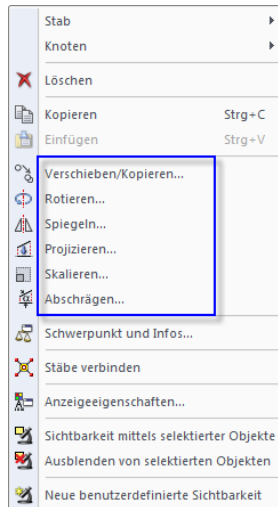 Stab
Knoten
Löschen
Kopieren Strg+C
Einfügen Strg+V
Verschieben/Kopieren...
Rotieren...
Spiegeln...
Projizieren...
Skalieren...
Abschrägen...
Schwerpunkt und Infos...
Stäbe verbinden
Anzeigeeigenschaften...
Sichtbarkeit mittels selektierter Objekte
Ausblenden von selektierten Objekten
Neue benutzerdefinierte Sichtbarkeit